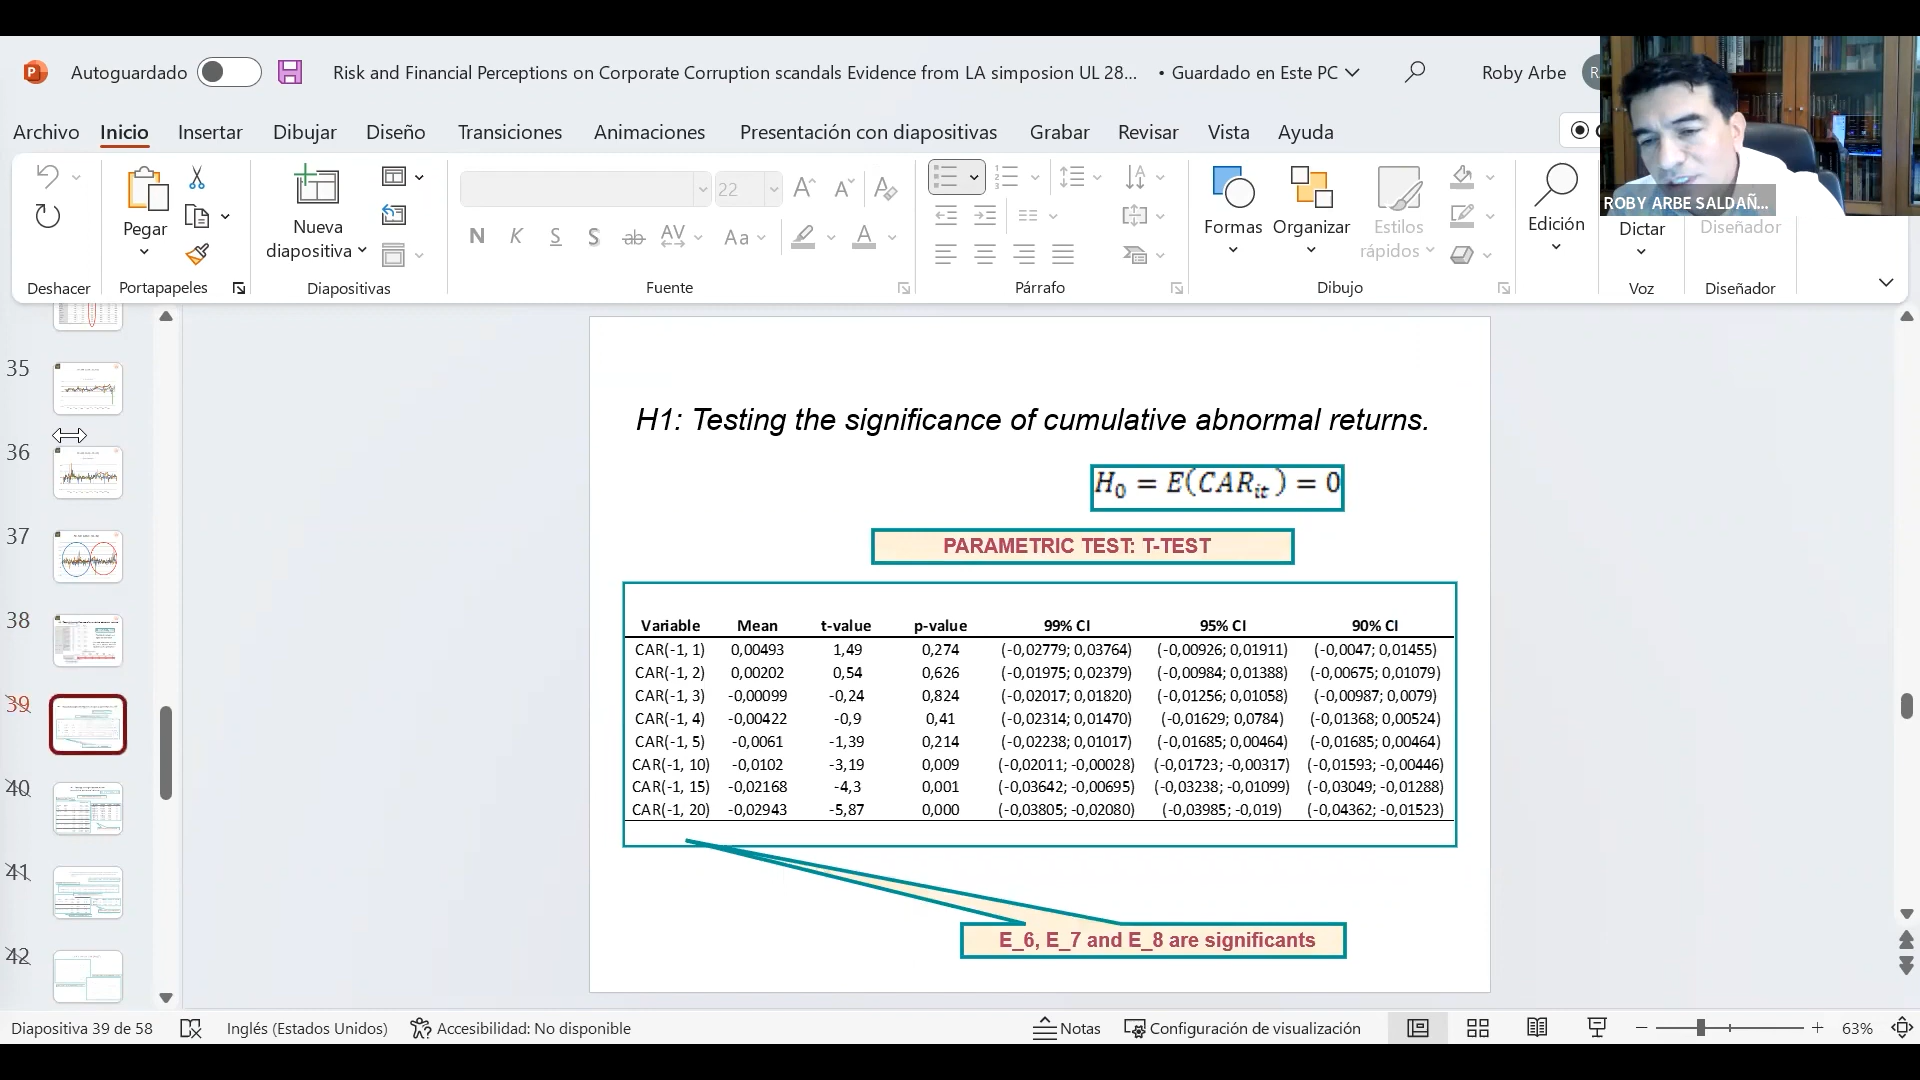 Autoguardado
Risk and Financial Perceptions on Corporate Corruption scandals Evidence from LA simposion UL 28... • Guardado en Este PC
Roby Arbe
Archivo Inicio Insertar Dibujar Diseño Transiciones Animaciones Presentación con diapositivas Grabar Revisar Vista Ayuda
ROBY ARBE SALDAÑ...
Pegar
Nueva diapositiva
22
N K S S ab AV Aa A
Formas
Organizar
Estilos rápidos
Edición
Dictar
Diseñador
Deshacer Portapapeles Diapositivas Fuente Párrafo Dibujo Voz Diseñador
35
36
37
38
39
40
41
42
H1: Testing the significance of cumulative abnormal returns.
H₀ = E(CARᵢₜ) = 0
PARAMETRIC TEST: T-TEST
Variable Mean t-value p-value 99% CI 95% CI 90% CI
CAR(-1, 1) 0,00493 1,49 0,274 (-0,02779; 0,03764) (-0,00926; 0,01911) (-0,0047; 0,01455)
CAR(-1, 2) 0,00202 0,54 0,626 (-0,01975; 0,02379) (-0,00984; 0,01388) (-0,00675; 0,01079)
CAR(-1, 3) -0,00099 -0,24 0,824 (-0,02017; 0,01820) (-0,01256; 0,01058) (-0,00987; 0,0079)
CAR(-1, 4) -0,00422 -0,9 0,41 (-0,02314; 0,01470) (-0,01629; 0,0784) (-0,01368; 0,00524)
CAR(-1, 5) -0,0061 -1,39 0,214 (-0,02238; 0,01017) (-0,01685; 0,00464) (-0,01685; 0,00464)
CAR(-1, 10) -0,0102 -3,19 0,009 (-0,02011; -0,00028) (-0,01723; -0,00317) (-0,01593; -0,00446)
CAR(-1, 15) -0,02168 -4,3 0,001 (-0,03642; -0,00695) (-0,03238; -0,01099) (-0,03049; -0,01288)
CAR(-1, 20) -0,02943 -5,87 0,000 (-0,03805; -0,02080) (-0,03985; -0,019) (-0,04362; -0,01523)
E_6, E_7 and E_8 are significants
Diapositiva 39 de 58 Inglés (Estados Unidos) Accesibilidad: No disponible Notas Configuración de visualización 63%